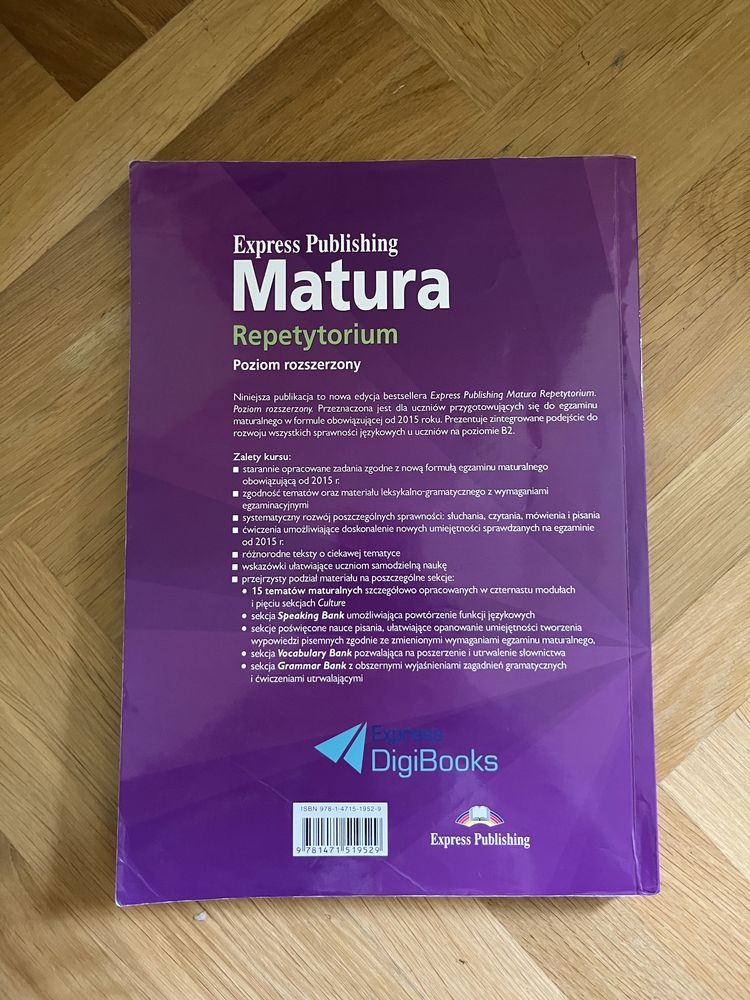 Express Publishing
Matura
Repetytorium
Poziom rozszerzony
Niniejsza publikacja to nowa edycja bestsellera Express Publishing Matura Repetytorium.
Poziom rozszerzony. Przeznaczona jest dla uczniów przygotowujących się do egzaminu
maturalnego w formule obowiązującej od 2015 roku. Prezentuje zintegrowane podejście do
rozwoju wszystkich sprawności językowych u uczniów na poziomie B2.
Zalety kursu:
■ starannie opracowane zadania zgodne z nową formułą egzaminu maturalnego
obowiązującą od 2015 r.
■ zgodność tematów oraz materiału leksykalno-gramatycznego z wymaganiami
egzaminacyjnymi
■ systematyczny rozwój poszczególnych sprawności: słuchania, czytania, mówienia i pisania
■ ćwiczenia umożliwiające doskonalenie nowych umiejętności sprawdzanych na egzaminie
od 2015 r.
■ różnorodne teksty o ciekawej tematyce
■ wskazówki ułatwiające uczniom samodzielną naukę
■ przejrzysty podział materiału na poszczególne sekcje:
• 15 tematów maturalnych szczegółowo opracowanych w czternastu modułach
i pięciu sekcjach Culture
• sekcja Speaking Bank umożliwiająca powtórzenie funkcji językowych
• sekcje poświęcone nauce pisania, ułatwiające opanowanie umiejętności tworzenia
wypowiedzi pisemnych zgodnie ze zmienionymi wymaganiami egzaminu maturalnego,
• sekcja Vocabulary Bank pozwalająca na poszerzenie i utrwalenie słownictwa
• sekcja Grammar Bank z obszernymi wyjaśnieniami zagadnień gramatycznych
i ćwiczeniami utrwalającymi
Express
DigiBooks
ISBN 978-1-4715-1952-9
9 781471 519529
Express Publishing